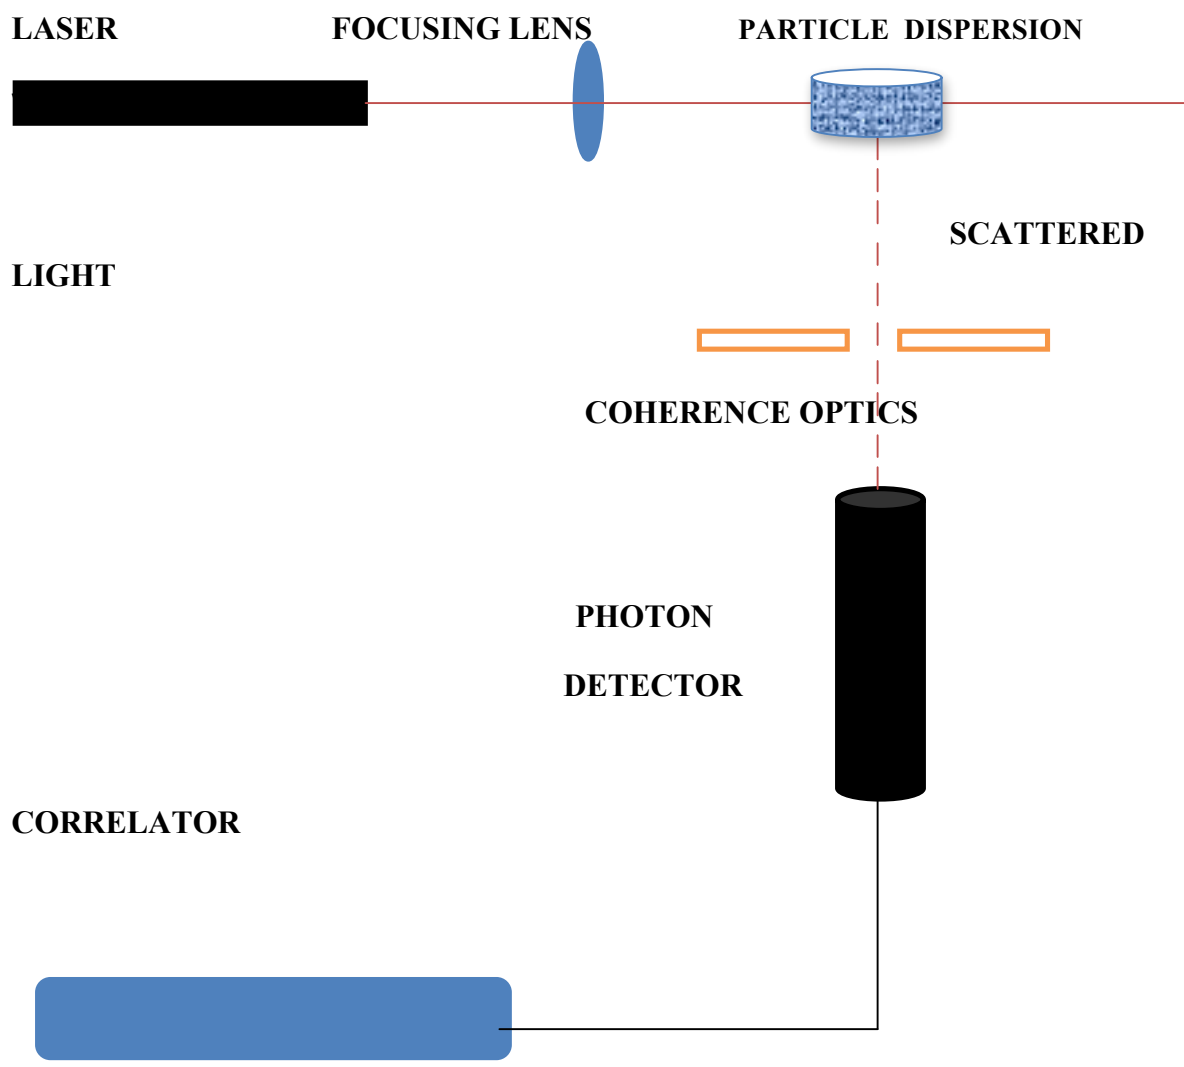 LASER FOCUSING LENS PARTICLE DISPERSION
SCATTERED
LIGHT
COHERENCE OPTICS
PHOTON
DETECTOR
CORRELATOR